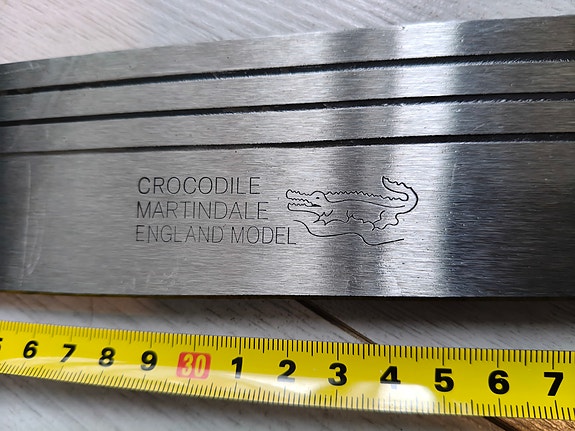 CROCODILE
MARTINDALE
ENGLAND MODEL
6 7 8 9 30 1 2 3 4 5 6 7